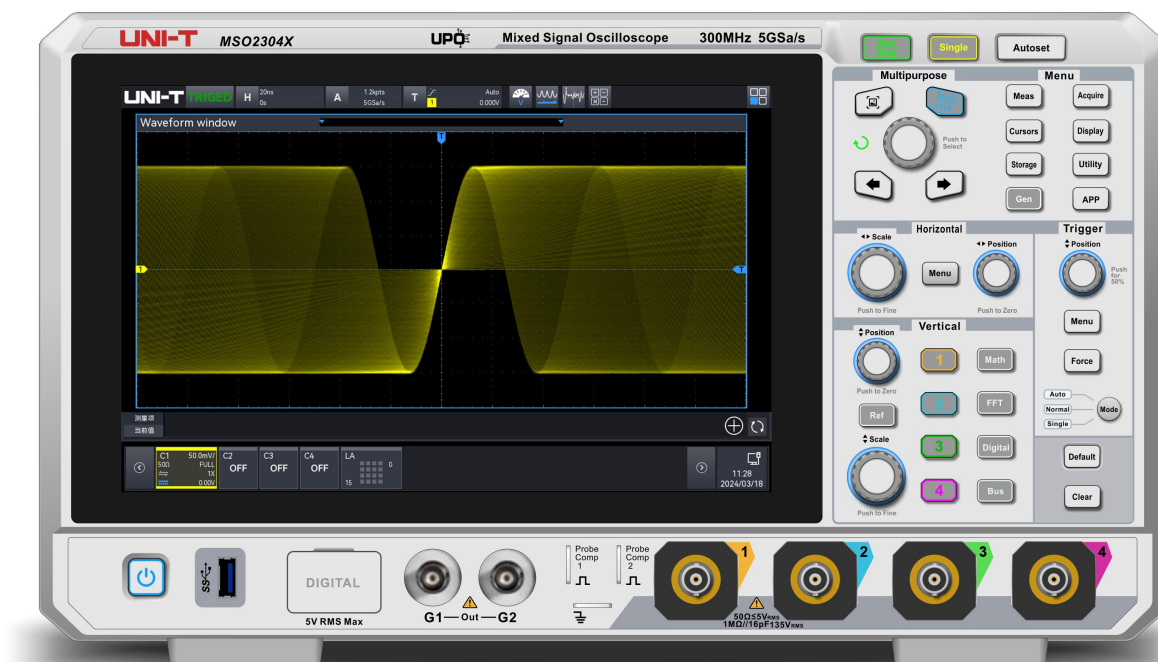 UNI-T MSO2304X UPO Mixed Signal Oscilloscope 300MHz 5GSa/s
Single
Autoset
UNI-T TRIGED H 20ns 0s A 1.2kpts 5GSa/s T 1 Auto 0.000V V
Waveform window
T
1
T
测量项
当前值
C1 50.0mV/
50Ω FULL
1X
0.00V
C2 OFF
C3 OFF
C4 OFF
LA 0
15
11:28
2024/03/18
Multipurpose
Push to
Select
Menu
Meas
Acquire
Cursors
Display
Storage
Utility
Gen
APP
Horizontal
Scale
Position
Menu
Push to Fine
Push to Zero
Trigger
Position
Push
for
50%
Menu
Force
Auto
Normal
Single
Mode
Default
Clear
Vertical
Position
Push to Zero
1
Math
Ref
2
FFT
Scale
3
Digital
4
Bus
Push to Fine
SS
DIGITAL
5V RMS Max
G1 Out G2
Probe
Comp
1
Probe
Comp
2
1
2
3
4
50Ω≤5VRMS
1MΩ//16pF135VRMS